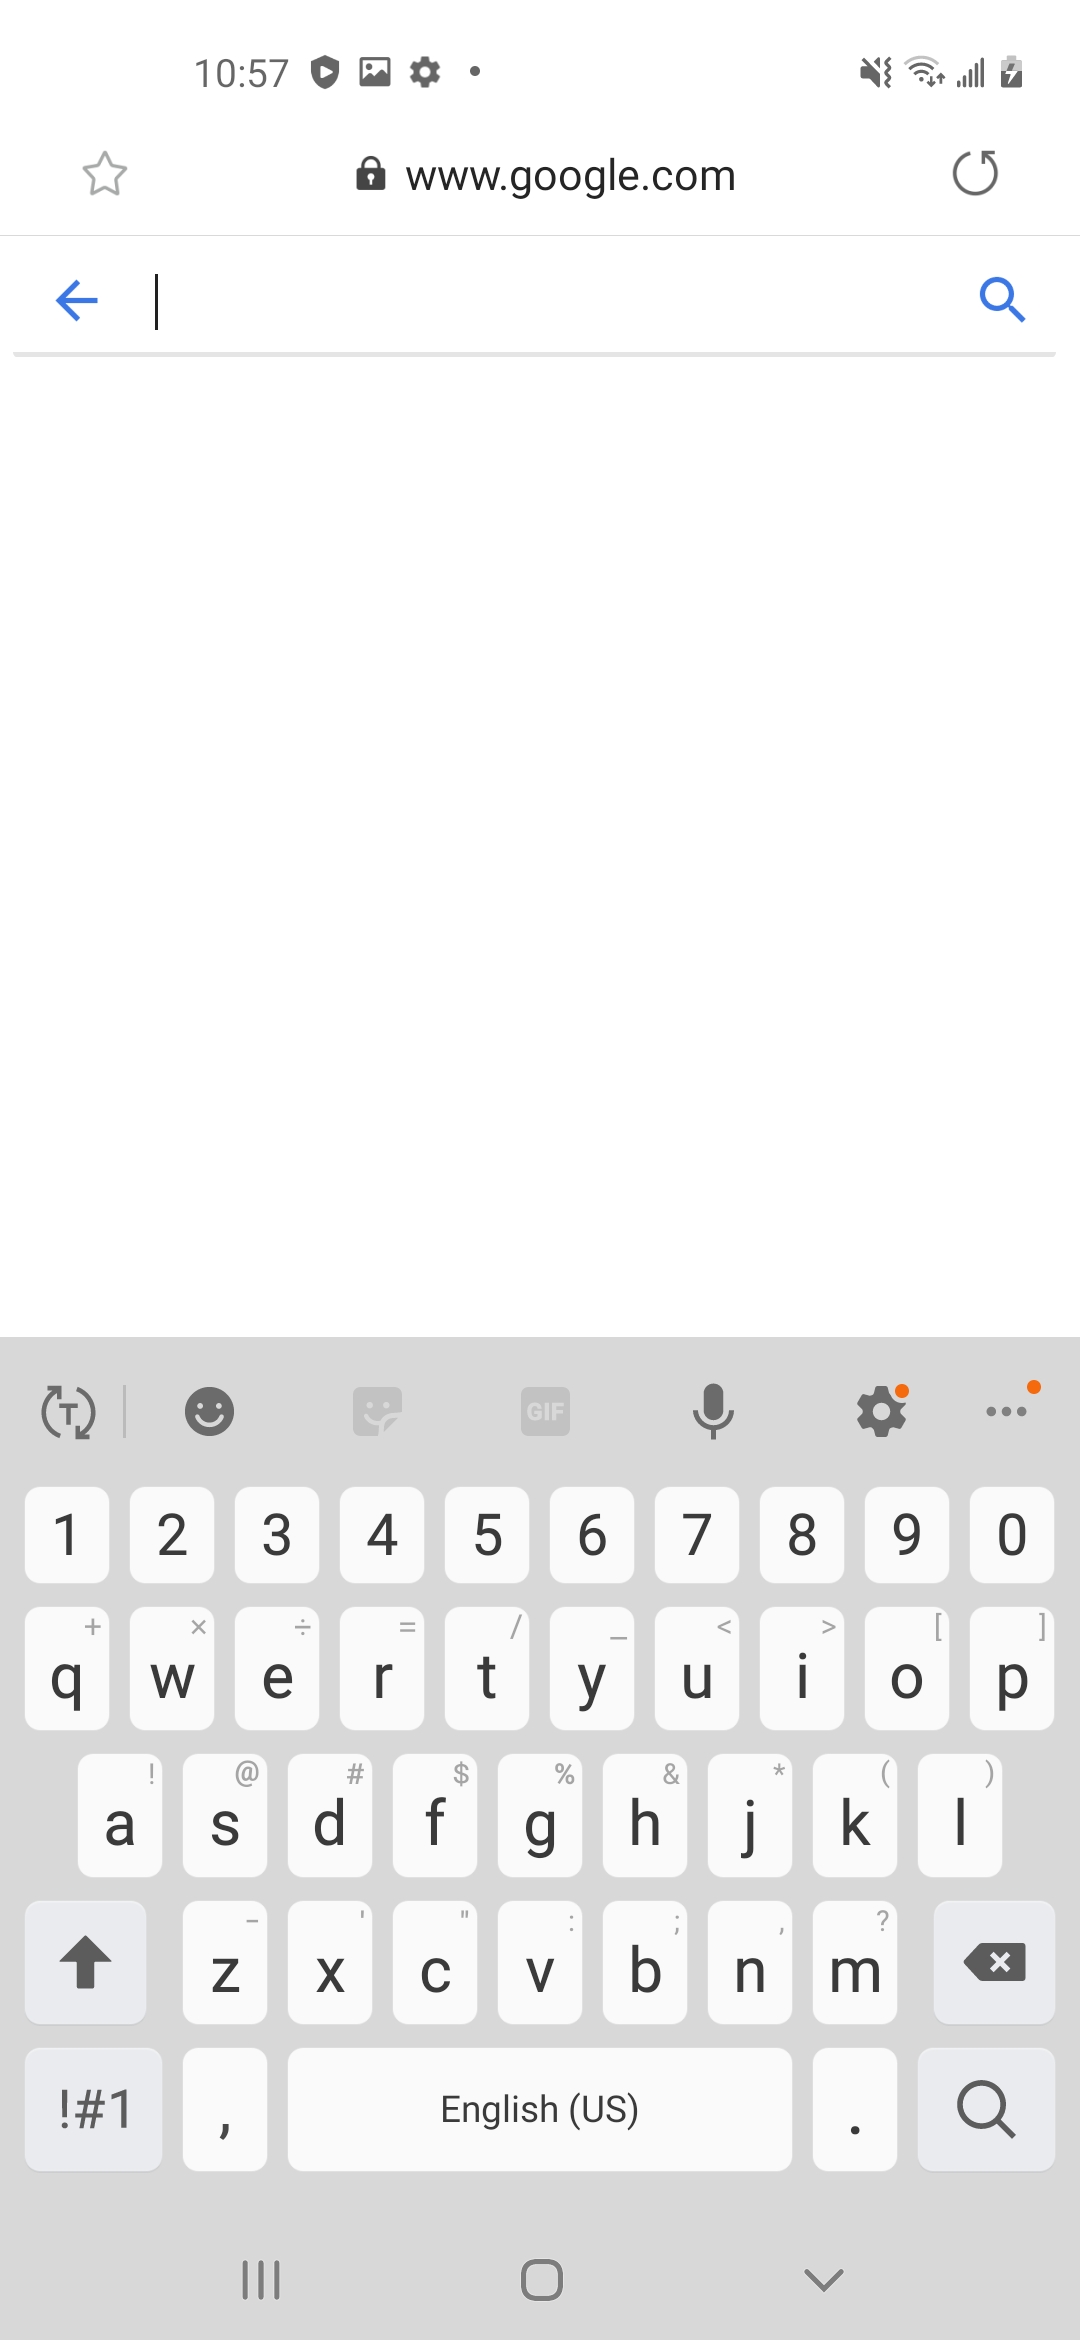 10:57
www.google.com
T GIF
1 2 3 4 5 6 7 8 9 0
+ × ÷ = / _ < > [ ]
q w e r t y u i o p
! @ # $ % & * ( )
a s d f g h j k l
- ' " : ; , ?
z x c v b n m
!#1 , English (US) .